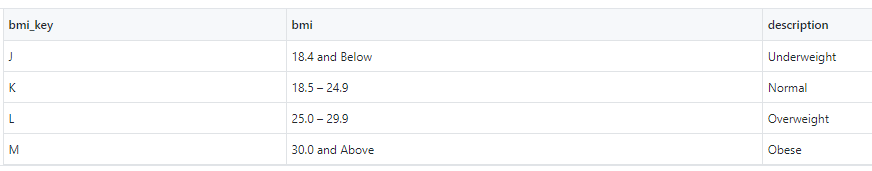 bmi_key bmi description
J 18.4 and Below Underweight
K 18.5 – 24.9 Normal
L 25.0 – 29.9 Overweight
M 30.0 and Above Obese